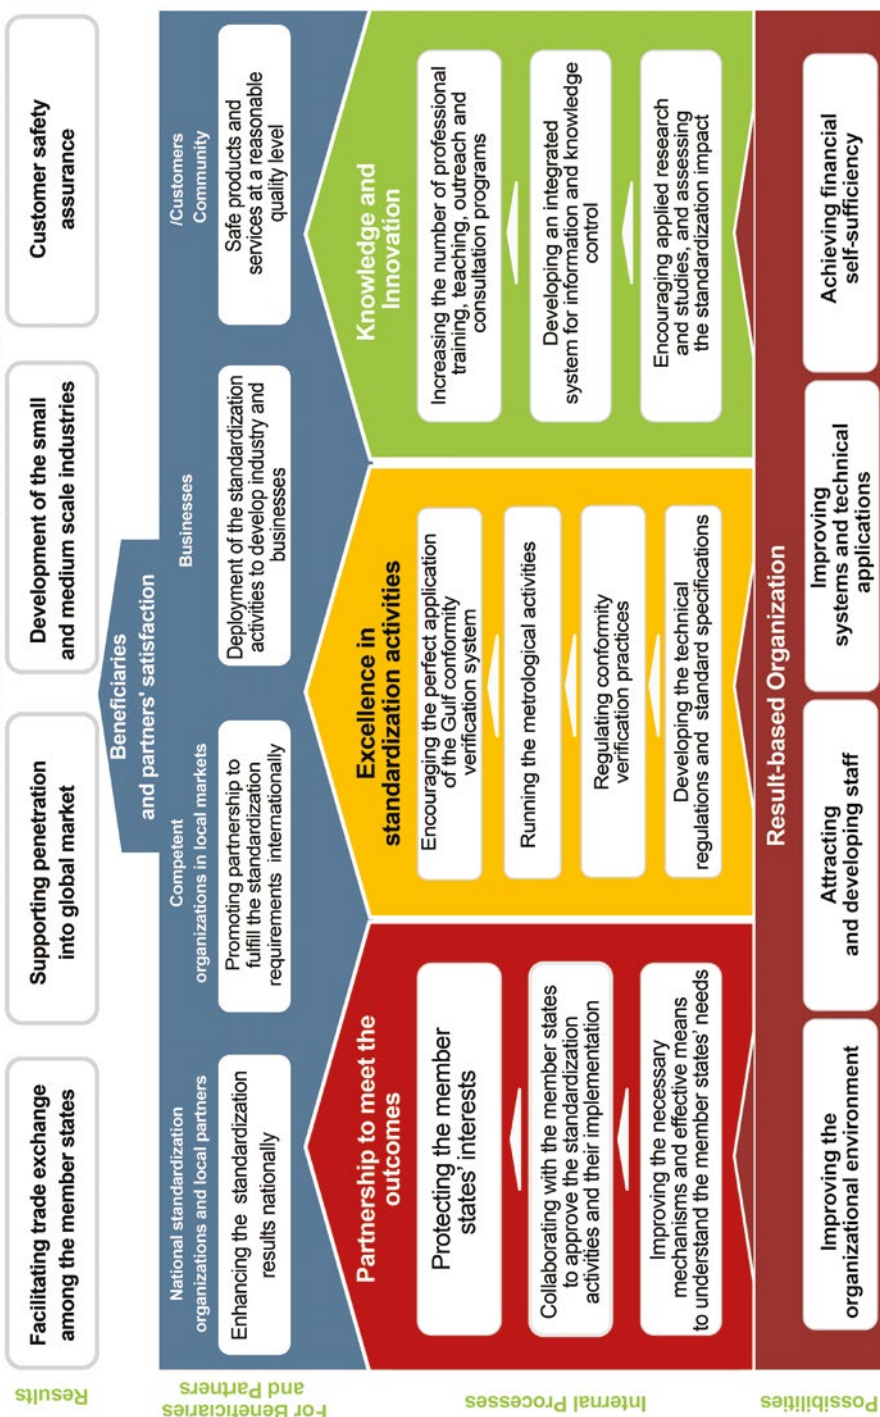 Results
Facilitating trade exchange
among the member states
Supporting penetration
into global market
Development of the small
and medium scale industries
Customer safety
assurance
For Beneficiaries
and Partners
Beneficiaries
and partners' satisfaction
National standardization
organizations and local partners
Enhancing the standardization
results nationally
Competent
organizations in local markets
Promoting partnership to
fulfill the standardization
requirements internationally
Businesses
Deployment of the standardization
activities to develop industry and
businesses
/Customers
Community
Safe products and
services at a reasonable
quality level
Internal Processes
Partnership to meet the
outcomes
Protecting the member
states' interests
Collaborating with the member states
to approve the standardization
activities and their implementation
Improving the necessary
mechanisms and effective means
to understand the member states' needs
Excellence in
standardization activities
Encouraging the perfect application
of the Gulf conformity
verification system
Running the metrological activities
Regulating conformity
verification practices
Developing the technical
regulations and standard specifications
Knowledge and
Innovation
Increasing the number of professional
training, teaching, outreach and
consultation programs
Developing an integrated
system for information and knowledge
control
Encouraging applied research
and studies, and assessing
the standardization impact
Possibilities
Result-based Organization
Improving the
organizational environment
Attracting
and developing staff
Improving
systems and technical
applications
Achieving financial
self-sufficiency